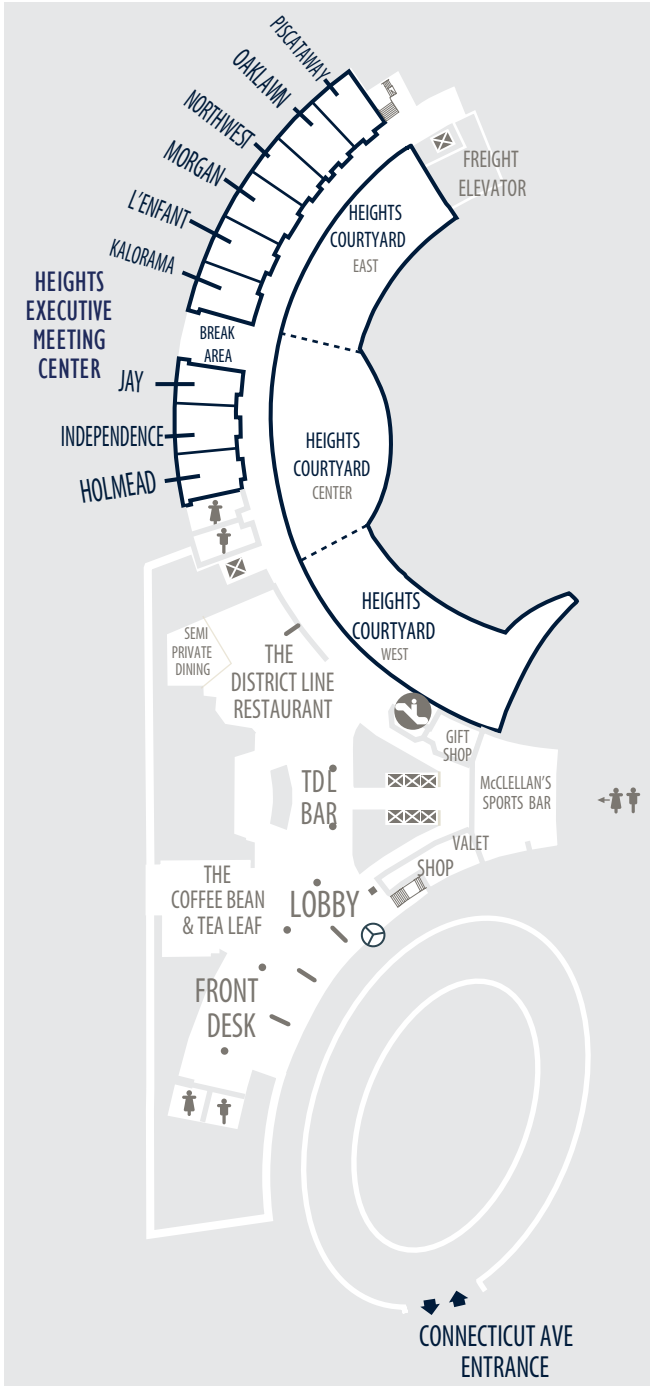 PISCATAWAY
OAKLAWN
NORTHWEST
MORGAN
L'ENFANT
KALORAMA
HEIGHTS
EXECUTIVE
MEETING
CENTER
BREAK
AREA
JAY
INDEPENDENCE
HOLMEAD
FREIGHT
ELEVATOR
HEIGHTS
COURTYARD
EAST
HEIGHTS
COURTYARD
CENTER
HEIGHTS
COURTYARD
WEST
SEMI
PRIVATE
DINING
THE
DISTRICT LINE
RESTAURANT
GIFT
SHOP
TDL
BAR
McCLELLAN'S
SPORTS BAR
VALET
SHOP
THE
COFFEE BEAN
& TEA LEAF
LOBBY
FRONT
DESK
CONNECTICUT AVE
ENTRANCE